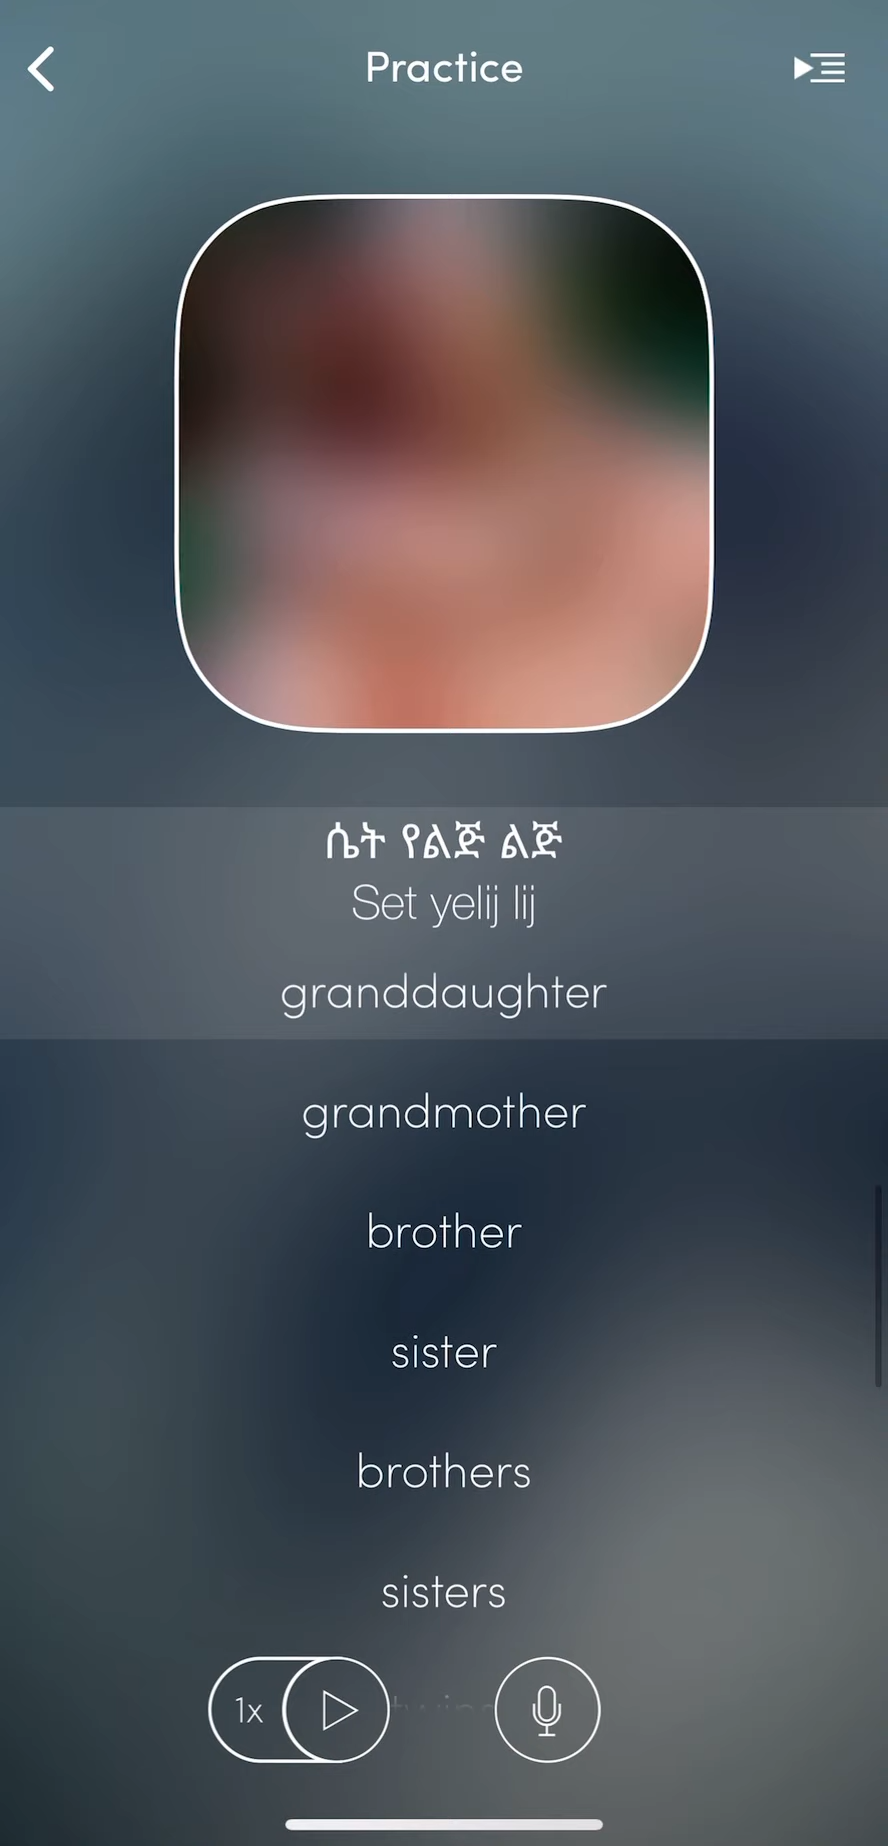 Practice
ሴት የልጅ ልጅ
Set yelij lij
granddaughter
grandmother
brother
sister
brothers
sisters
1x